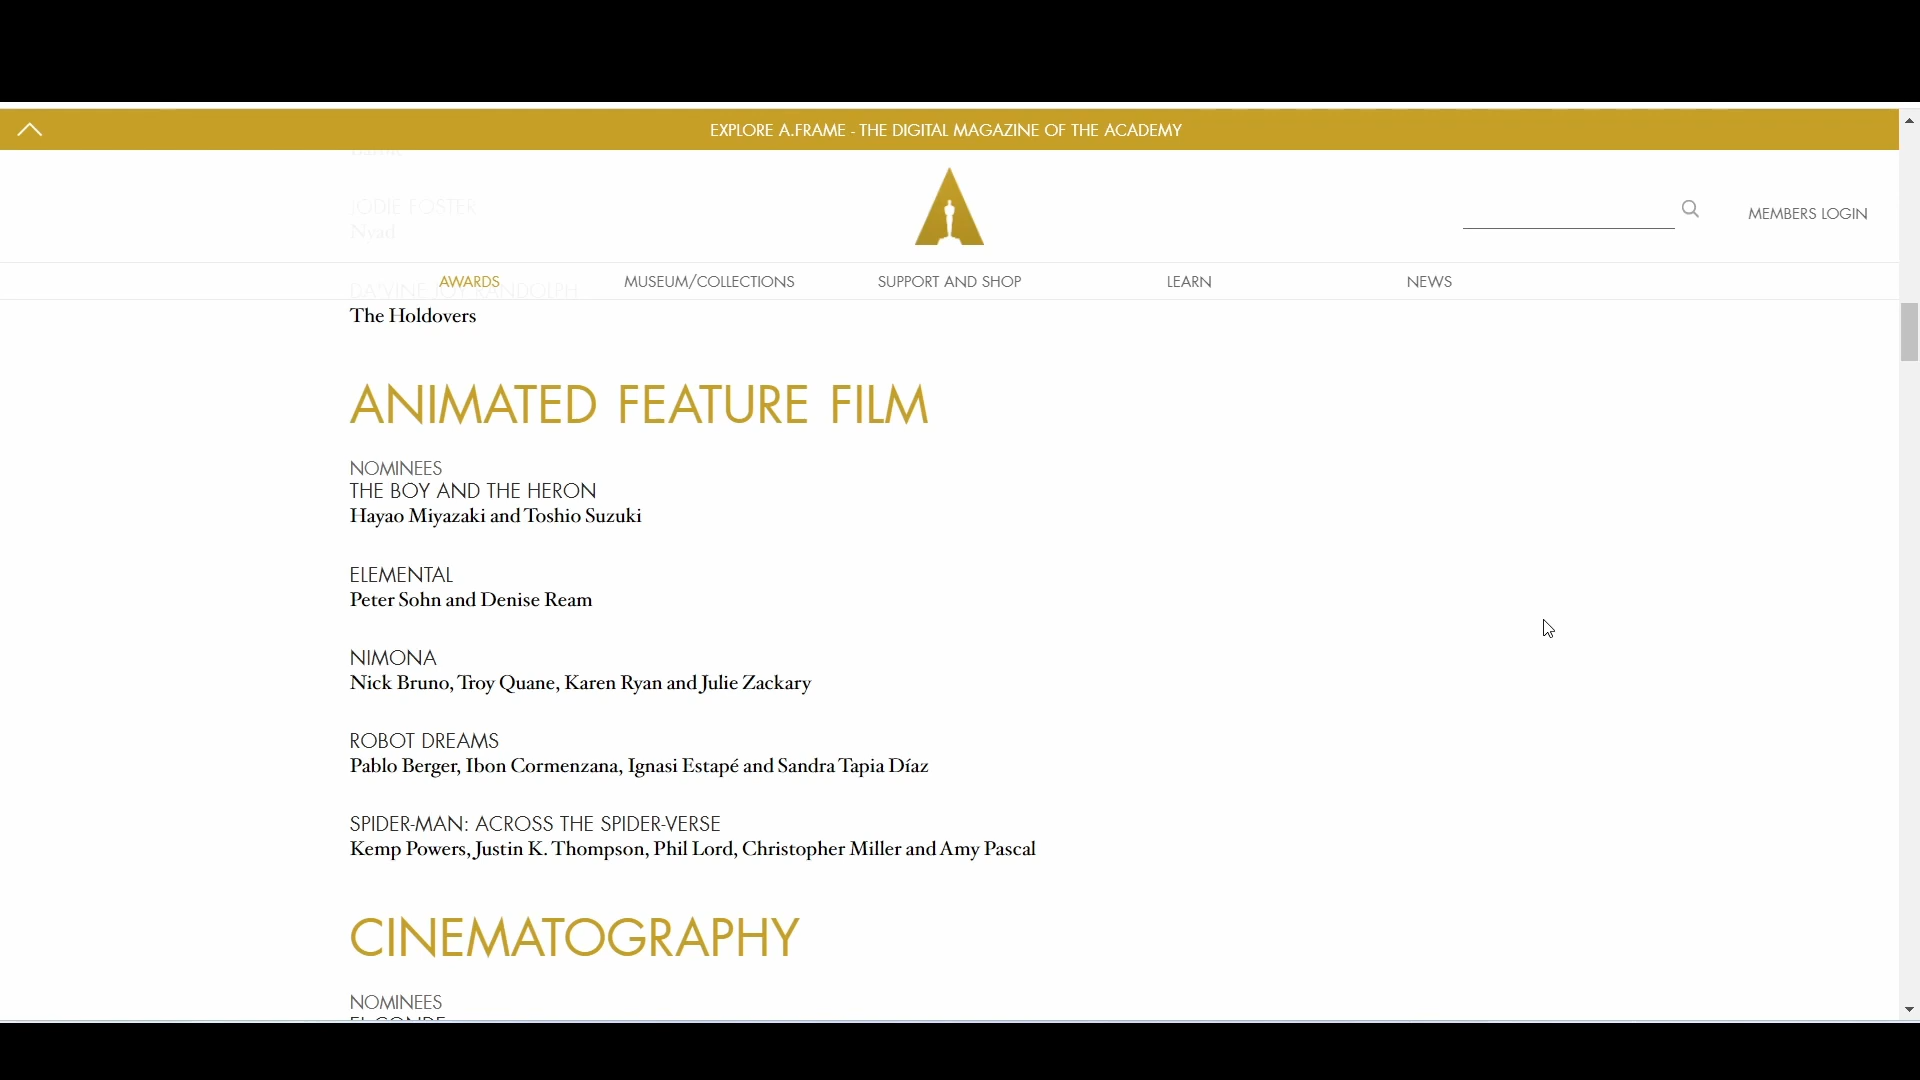 EXPLORE A.FRAME - THE DIGITAL MAGAZINE OF THE ACADEMY
JODIE FOSTER
Nyad
MEMBERS LOGIN
AWARDS
MUSEUM/COLLECTIONS
SUPPORT AND SHOP
LEARN
NEWS
DA'VINE JOY RANDOLPH
The Holdovers
ANIMATED FEATURE FILM
NOMINEES
THE BOY AND THE HERON
Hayao Miyazaki and Toshio Suzuki
ELEMENTAL
Peter Sohn and Denise Ream
NIMONA
Nick Bruno, Troy Quane, Karen Ryan and Julie Zackary
ROBOT DREAMS
Pablo Berger, Ibon Cormenzana, Ignasi Estapé and Sandra Tapia Díaz
SPIDER-MAN: ACROSS THE SPIDER-VERSE
Kemp Powers, Justin K. Thompson, Phil Lord, Christopher Miller and Amy Pascal
CINEMATOGRAPHY
NOMINEES